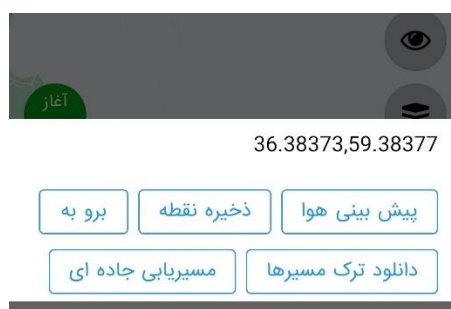 آغاز
36.38373,59.38377
پیش بینی هوا ذخیره نقطه برو به
دانلود ترک مسیرها مسیریابی جاده ای